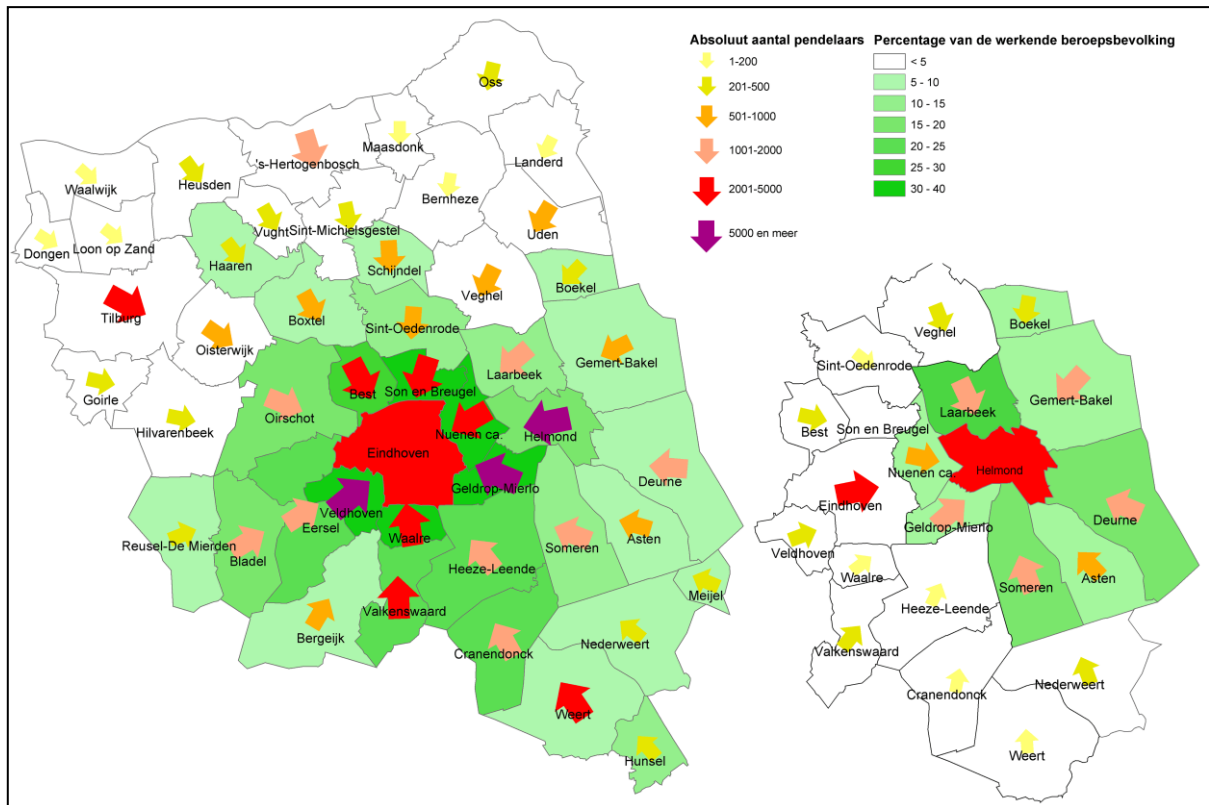 Absoluut aantal pendelaars
1-200
201-500
501-1000
1001-2000
2001-5000
5000 en meer
Percentage van de werkende beroepsbevolking
< 5
5 - 10
10 - 15
15 - 20
20 - 25
25 - 30
30 - 40
Oss
Maasdonk
's-Hertogenbosch
Landerd
Waalwijk
Heusden
Bernheze
Vught
Sint-Michielsgestel
Uden
Dongen
Loon op Zand
Haaren
Schijndel
Boekel
Veghel
Tilburg
Boxtel
Sint-Oedenrode
Oisterwijk
Gemert-Bakel
Laarbeek
Goirle
Best
Son en Breugel
Oirschot
Hilvarenbeek
Nuenen ca.
Helmond
Eindhoven
Deurne
Geldrop-Mierlo
Veldhoven
Eersel
Waalre
Reusel-De Mierden
Bladel
Heeze-Leende
Someren
Asten
Meijel
Valkenswaard
Bergeijk
Nederweert
Cranendonck
Weert
Hunsel
Veghel
Boekel
Sint-Oedenrode
Gemert-Bakel
Laarbeek
Best
Son en Breugel
Nuenen ca.
Helmond
Eindhoven
Deurne
Geldrop-Mierlo
Veldhoven
Waalre
Asten
Someren
Heeze-Leende
Valkenswaard
Nederweert
Cranendonck
Weert